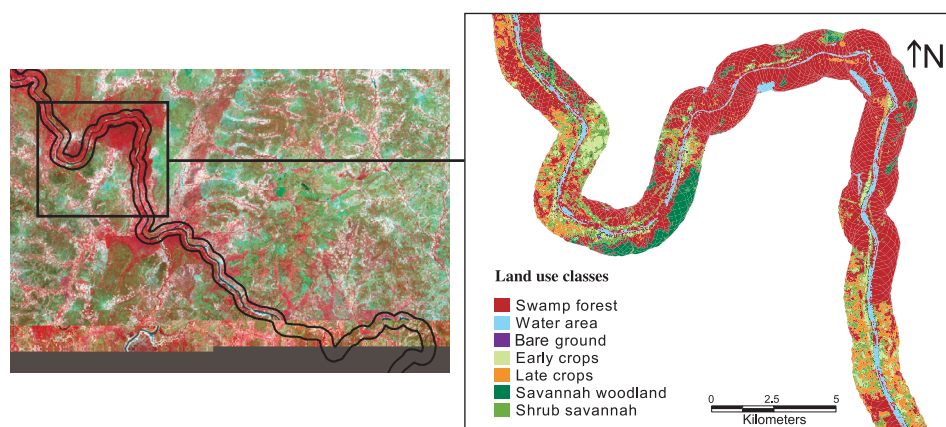 ↑N
Land use classes
Swamp forest
Water area
Bare ground
Early crops
Late crops
Savannah woodland
Shrub savannah
0 2.5 5
Kilometers